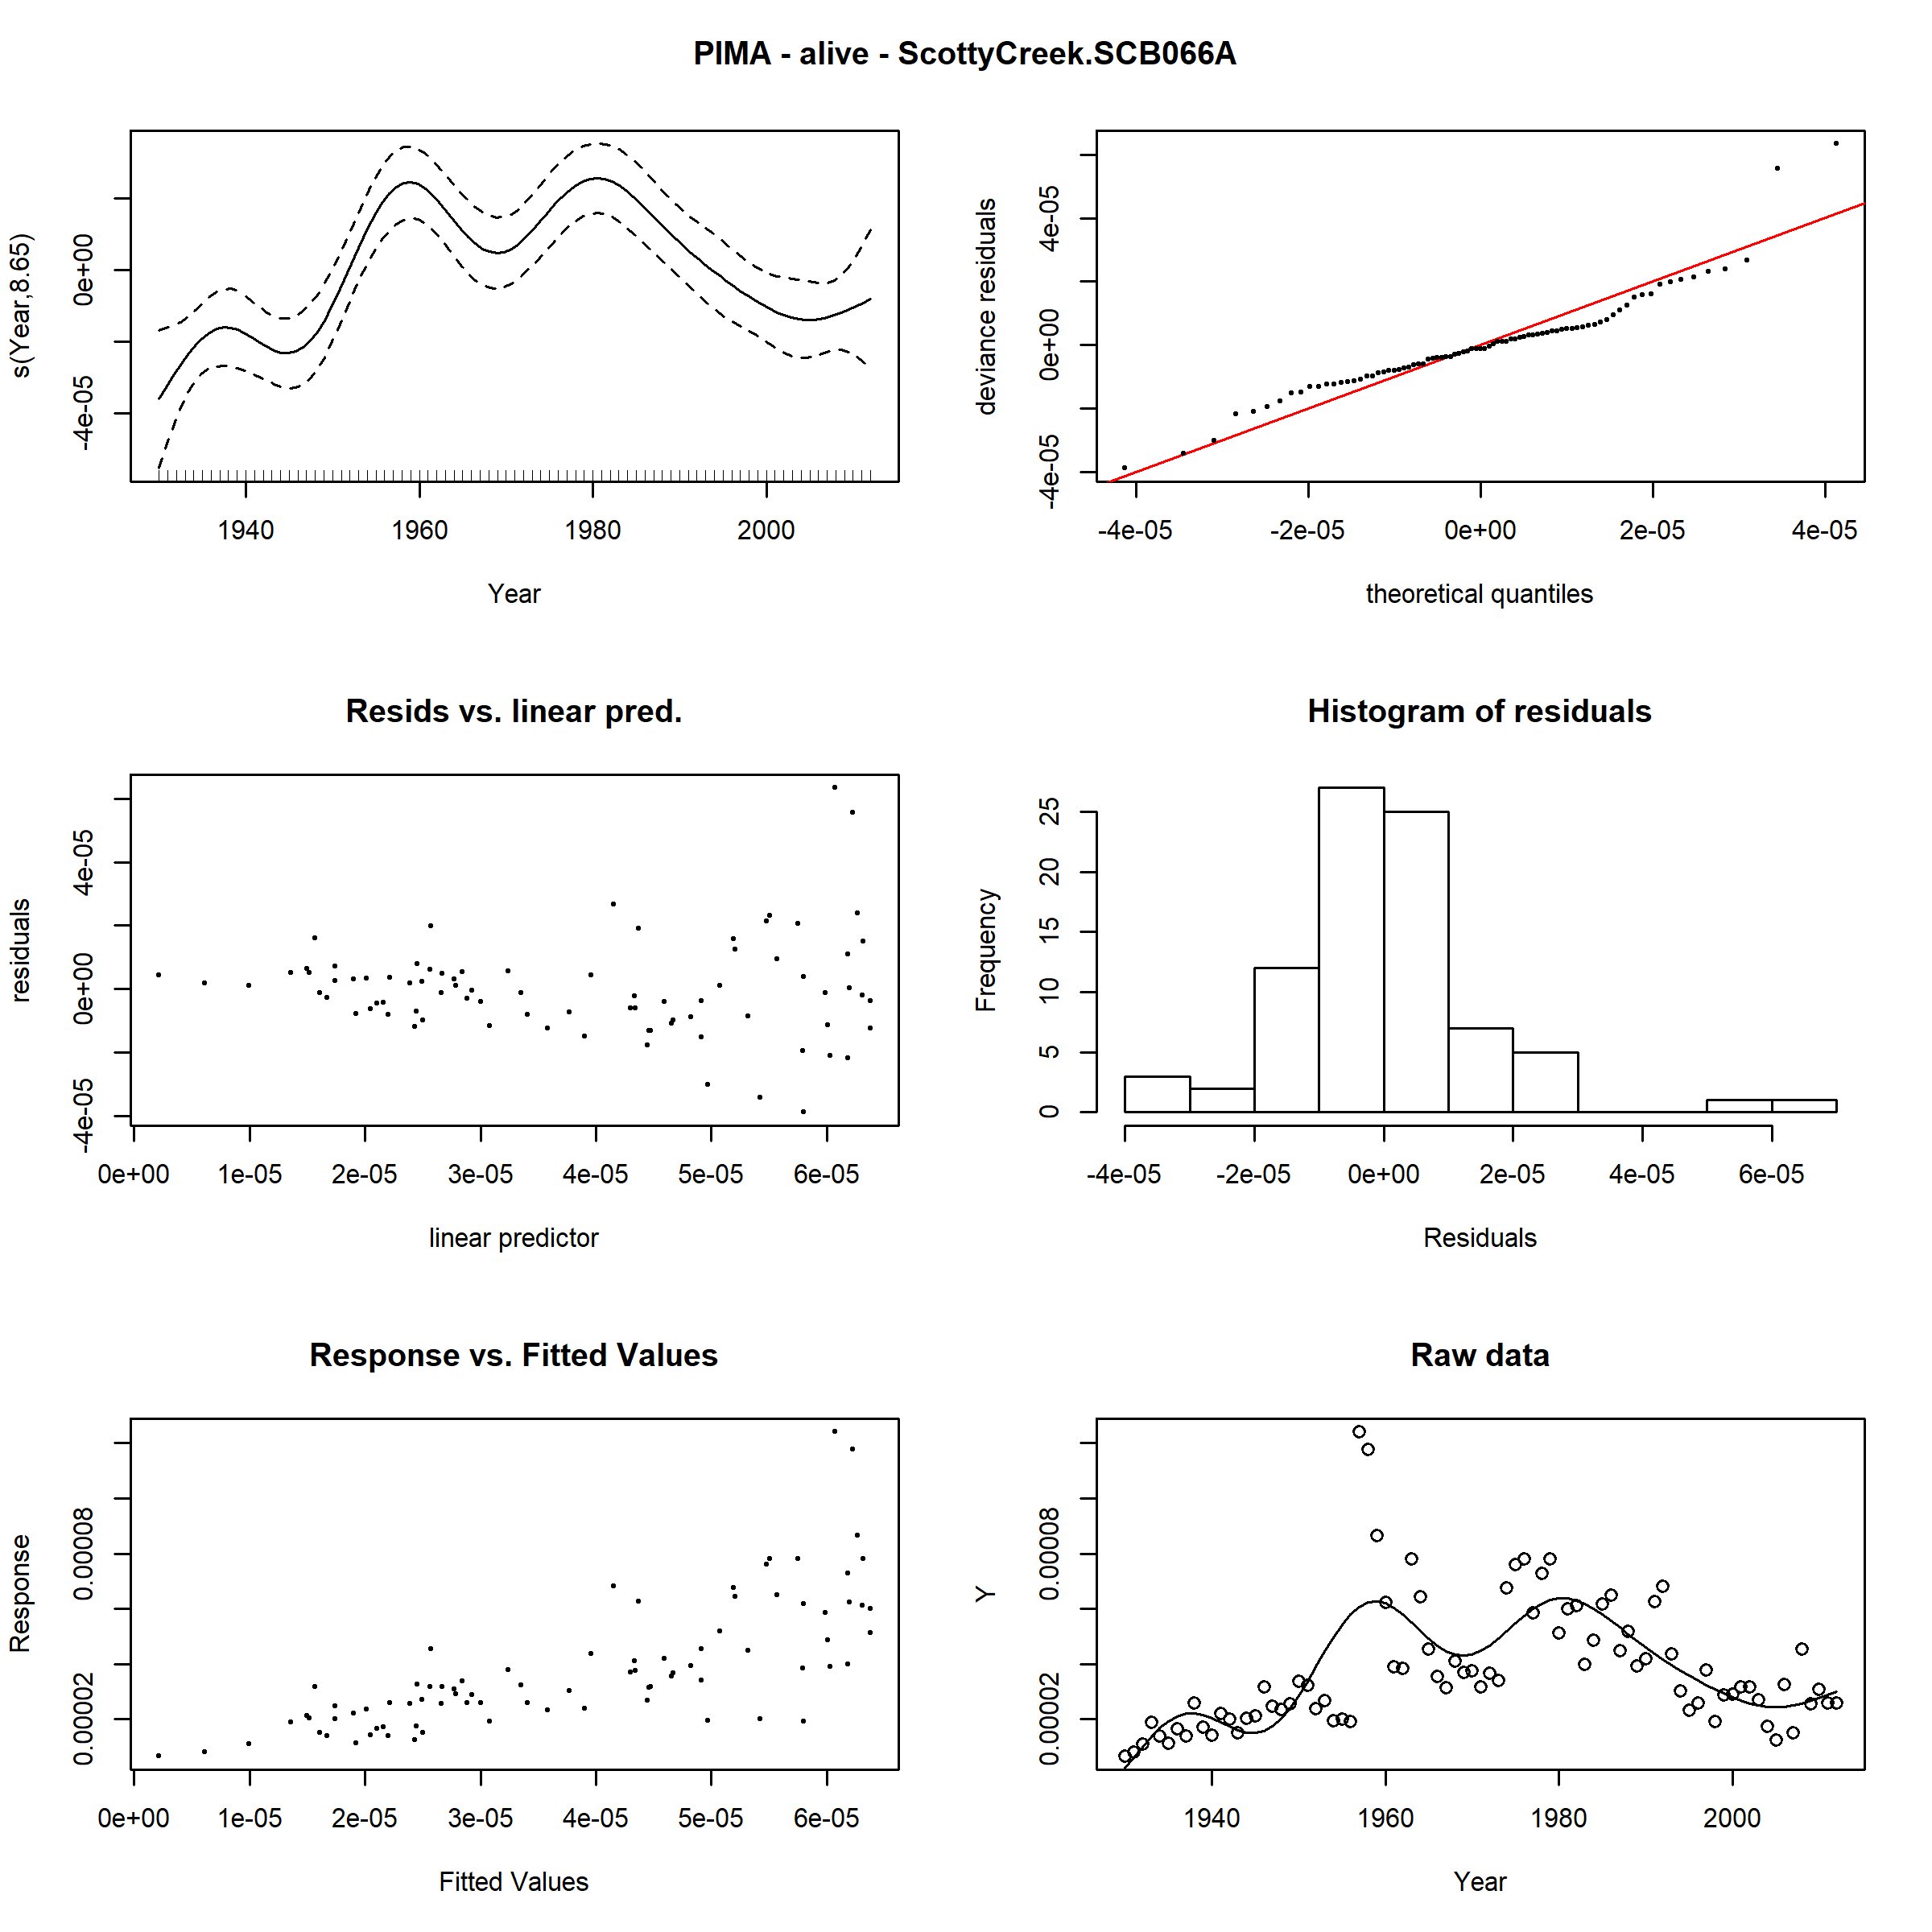 PIMA - alive - ScottyCreek.SCB066A
s(Year,8.65)
-4e-05
0e+00
1940
1960
1980
2000
Year
deviance residuals
-4e-05
0e+00
4e-05
-4e-05
-2e-05
0e+00
2e-05
4e-05
theoretical quantiles
Resids vs. linear pred.
residuals
-4e-05
0e+00
4e-05
0e+00
1e-05
2e-05
3e-05
4e-05
5e-05
6e-05
linear predictor
Histogram of residuals
Frequency
0
5
10
15
20
25
-4e-05
-2e-05
0e+00
2e-05
4e-05
6e-05
Residuals
Response vs. Fitted Values
Response
0.00002
0.00008
0e+00
1e-05
2e-05
3e-05
4e-05
5e-05
6e-05
Fitted Values
Raw data
Y
0.00002
0.00008
1940
1960
1980
2000
Year